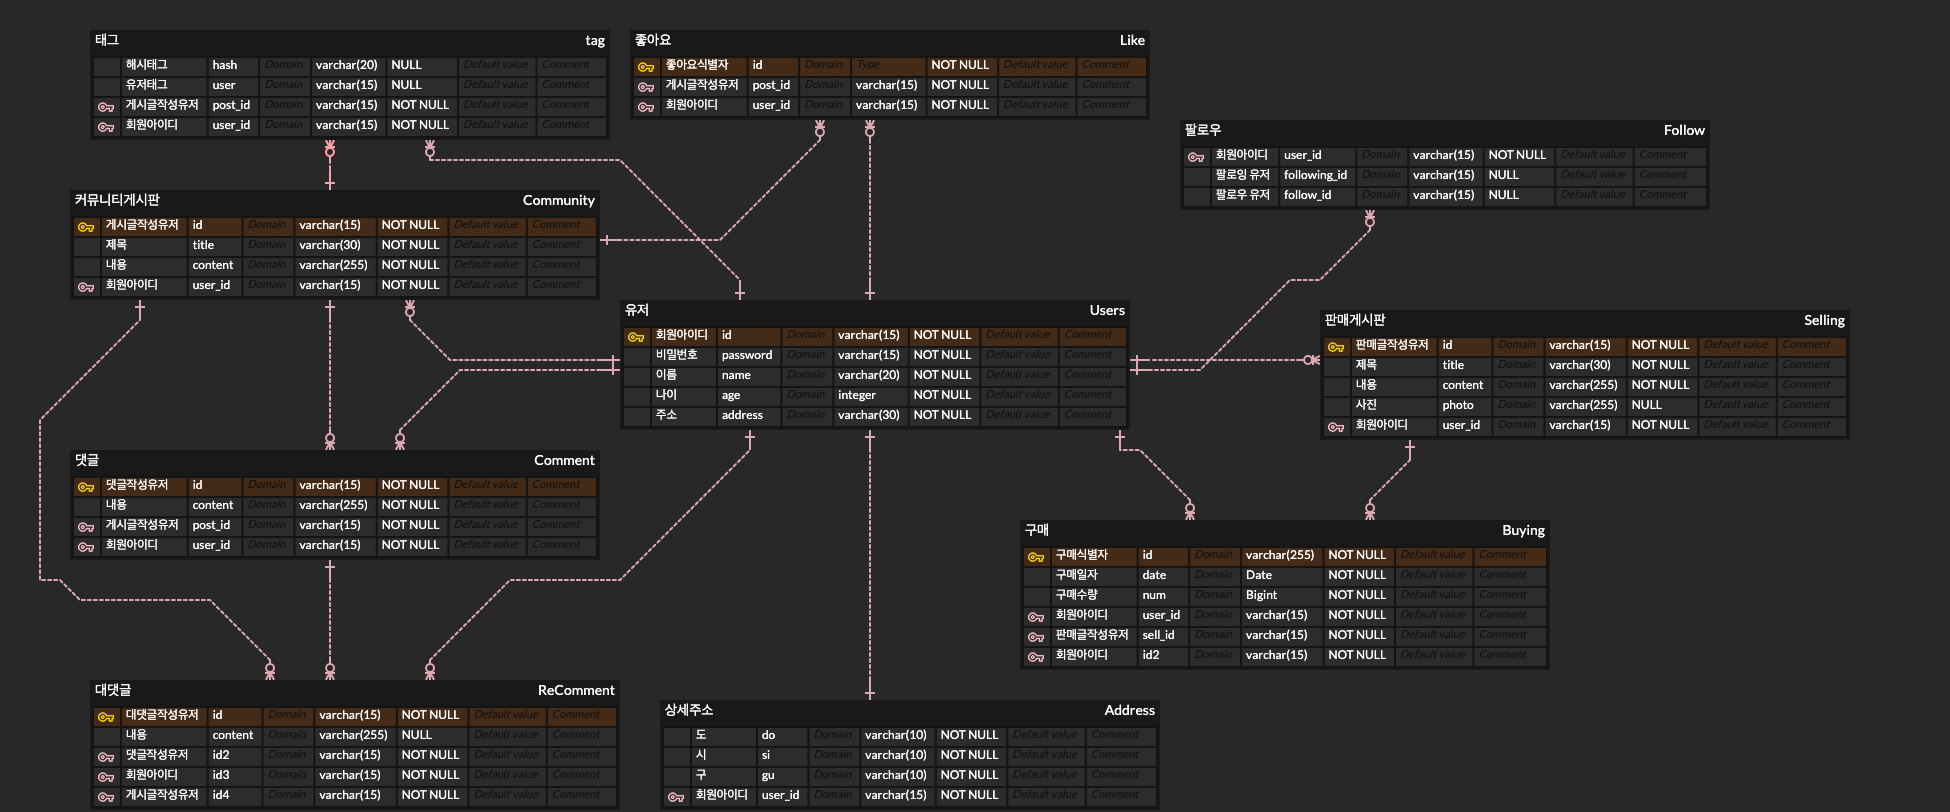 태그 tag
해시태그 hash Domain varchar(20) NULL Default value Comment
유저태그 user Domain varchar(15) NULL Default value Comment
게시글작성유저 post_id Domain varchar(15) NOT NULL Default value Comment
회원아이디 user_id Domain varchar(15) NOT NULL Default value Comment
좋아요 Like
좋아요식별자 id Domain Type NOT NULL Default value Comment
게시글작성유저 post_id Domain varchar(15) NOT NULL Default value Comment
회원아이디 user_id Domain varchar(15) NOT NULL Default value Comment
팔로우 Follow
회원아이디 user_id Domain varchar(15) NOT NULL Default value Comment
팔로잉 유저 following_id Domain varchar(15) NULL Default value Comment
팔로우 유저 follow_id Domain varchar(15) NULL Default value Comment
커뮤니티게시판 Community
게시글작성유저 id Domain varchar(15) NOT NULL Default value Comment
제목 title Domain varchar(30) NOT NULL Default value Comment
내용 content Domain varchar(255) NOT NULL Default value Comment
회원아이디 user_id Domain varchar(15) NOT NULL Default value Comment
유저 Users
회원아이디 id Domain varchar(15) NOT NULL Default value Comment
비밀번호 password Domain varchar(15) NOT NULL Default value Comment
이름 name Domain varchar(20) NOT NULL Default value Comment
나이 age Domain integer NOT NULL Default value Comment
주소 address Domain varchar(30) NOT NULL Default value Comment
판매게시판 Selling
판매글작성유저 id Domain varchar(15) NOT NULL Default value Comment
제목 title Domain varchar(30) NOT NULL Default value Comment
내용 content Domain varchar(255) NOT NULL Default value Comment
사진 photo Domain varchar(255) NULL Default value Comment
회원아이디 user_id Domain varchar(15) NOT NULL Default value Comment
댓글 Comment
댓글작성유저 id Domain varchar(15) NOT NULL Default value Comment
내용 content Domain varchar(255) NOT NULL Default value Comment
게시글작성유저 post_id Domain varchar(15) NOT NULL Default value Comment
회원아이디 user_id Domain varchar(15) NOT NULL Default value Comment
구매 Buying
구매식별자 id Domain varchar(255) NOT NULL Default value Comment
구매일자 date Domain Date NOT NULL Default value Comment
구매수량 num Domain Bigint NOT NULL Default value Comment
회원아이디 user_id Domain varchar(15) NOT NULL Default value Comment
판매글작성유저 sell_id Domain varchar(15) NOT NULL Default value Comment
회원아이디 id2 Domain varchar(15) NOT NULL Default value Comment
대댓글 ReComment
대댓글작성유저 id Domain varchar(15) NOT NULL Default value Comment
내용 content Domain varchar(255) NULL Default value Comment
댓글작성유저 id2 Domain varchar(15) NOT NULL Default value Comment
회원아이디 id3 Domain varchar(15) NOT NULL Default value Comment
게시글작성유저 id4 Domain varchar(15) NOT NULL Default value Comment
상세주소 Address
도 do Domain varchar(10) NOT NULL Default value Comment
시 si Domain varchar(10) NOT NULL Default value Comment
구 gu Domain varchar(10) NOT NULL Default value Comment
회원아이디 user_id Domain varchar(15) NOT NULL Default value Comment